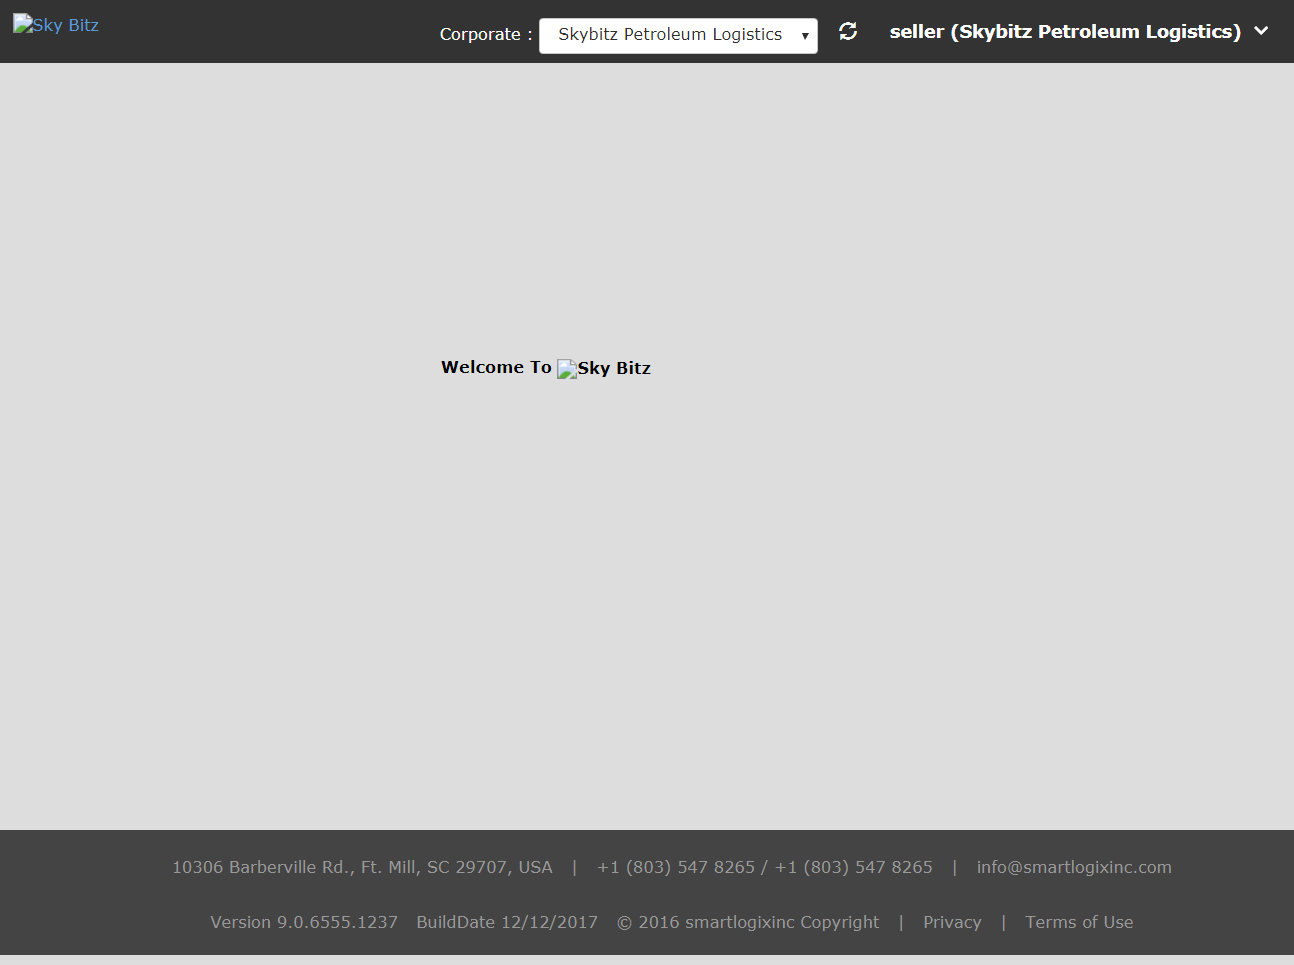 Sky Bitz
Corporate : Skybitz Petroleum Logistics
seller (Skybitz Petroleum Logistics)
Welcome To Sky Bitz
10306 Barberville Rd., Ft. Mill, SC 29707, USA | +1 (803) 547 8265 / +1 (803) 547 8265 | info@smartlogixinc.com
Version 9.0.6555.1237 BuildDate 12/12/2017 © 2016 smartlogixinc Copyright | Privacy | Terms of Use